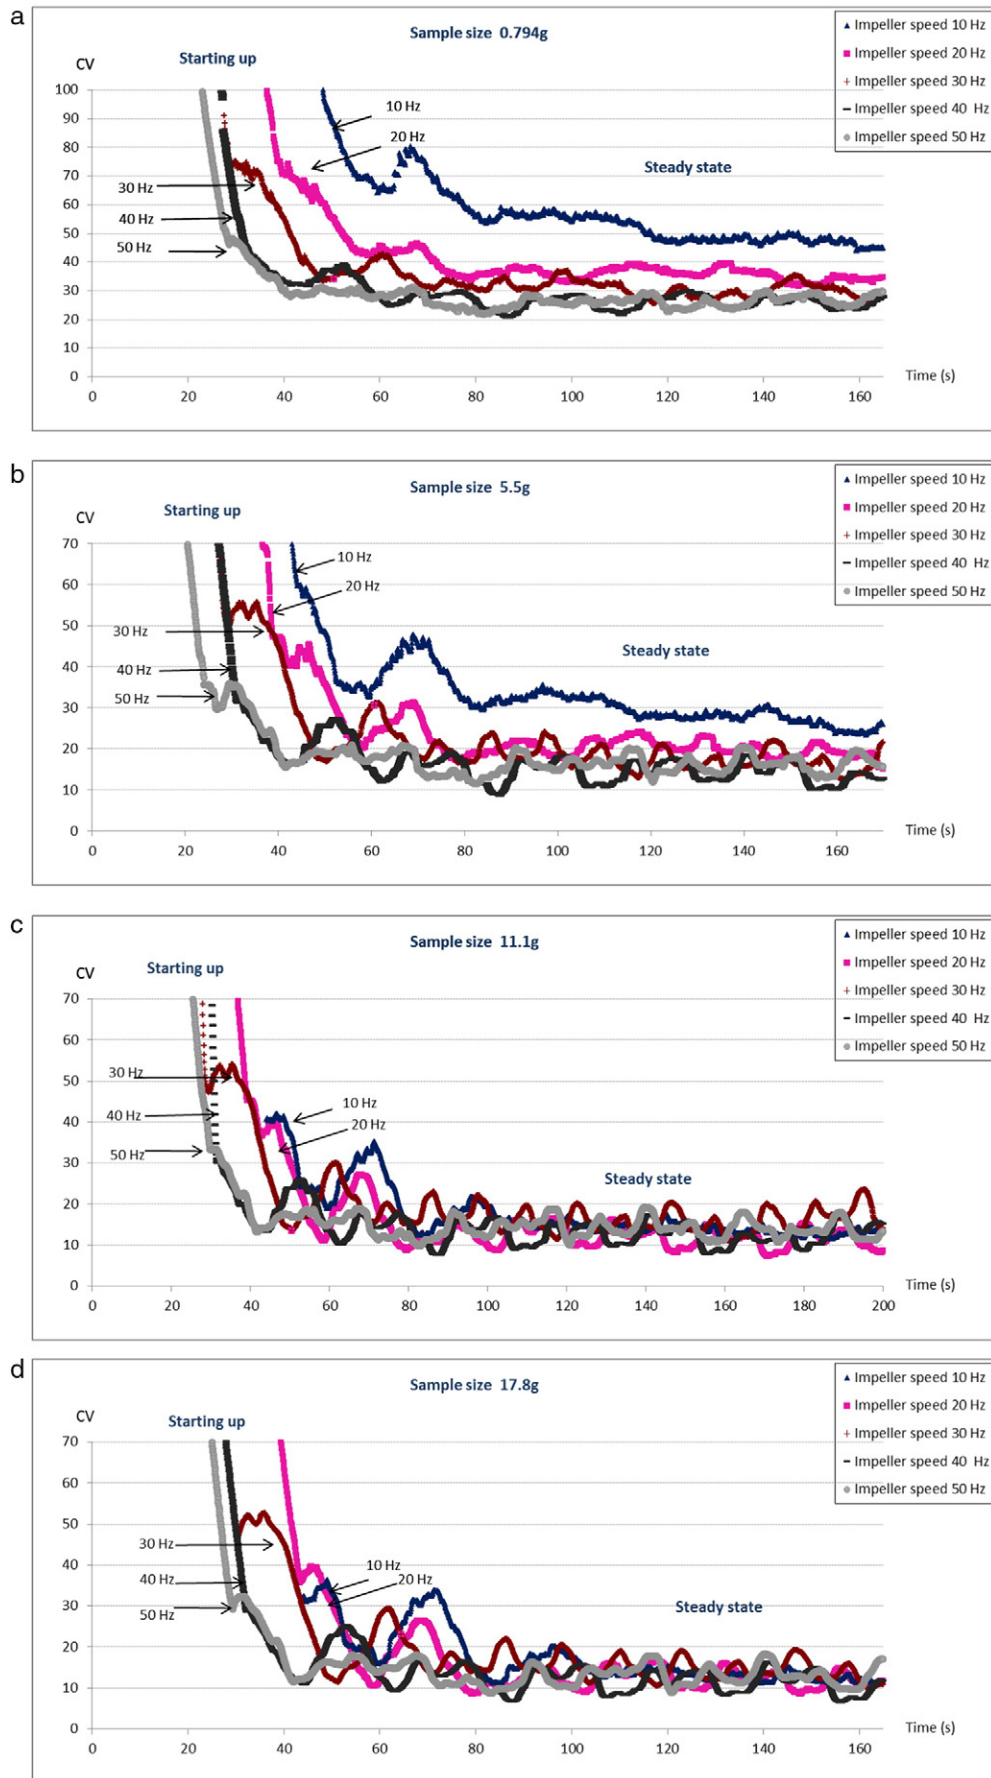 a
Sample size 0.794g
Starting up
CV
Impeller speed 10 Hz
Impeller speed 20 Hz
Impeller speed 30 Hz
Impeller speed 40 Hz
Impeller speed 50 Hz
100
90
80
70
60
50
40
30
20
10
0
10 Hz
20 Hz
30 Hz
40 Hz
50 Hz
Steady state
Time (s)
0 20 40 60 80 100 120 140 160
b
Sample size 5.5g
Starting up
CV
Impeller speed 10 Hz
Impeller speed 20 Hz
Impeller speed 30 Hz
Impeller speed 40 Hz
Impeller speed 50 Hz
70
60
50
40
30
20
10
0
10 Hz
20 Hz
30 Hz
40 Hz
50 Hz
Steady state
Time (s)
0 20 40 60 80 100 120 140 160
c
Sample size 11.1g
Starting up
CV
Impeller speed 10 Hz
Impeller speed 20 Hz
Impeller speed 30 Hz
Impeller speed 40 Hz
Impeller speed 50 Hz
70
60
50
40
30
20
10
0
30 Hz
10 Hz
40 Hz
20 Hz
50 Hz
Steady state
Time (s)
0 20 40 60 80 100 120 140 160 180 200
d
Sample size 17.8g
Starting up
CV
Impeller speed 10 Hz
Impeller speed 20 Hz
Impeller speed 30 Hz
Impeller speed 40 Hz
Impeller speed 50 Hz
70
60
50
40
30
20
10
0
30 Hz
10 Hz
40 Hz
20 Hz
50 Hz
Steady state
Time (s)
0 20 40 60 80 100 120 140 160